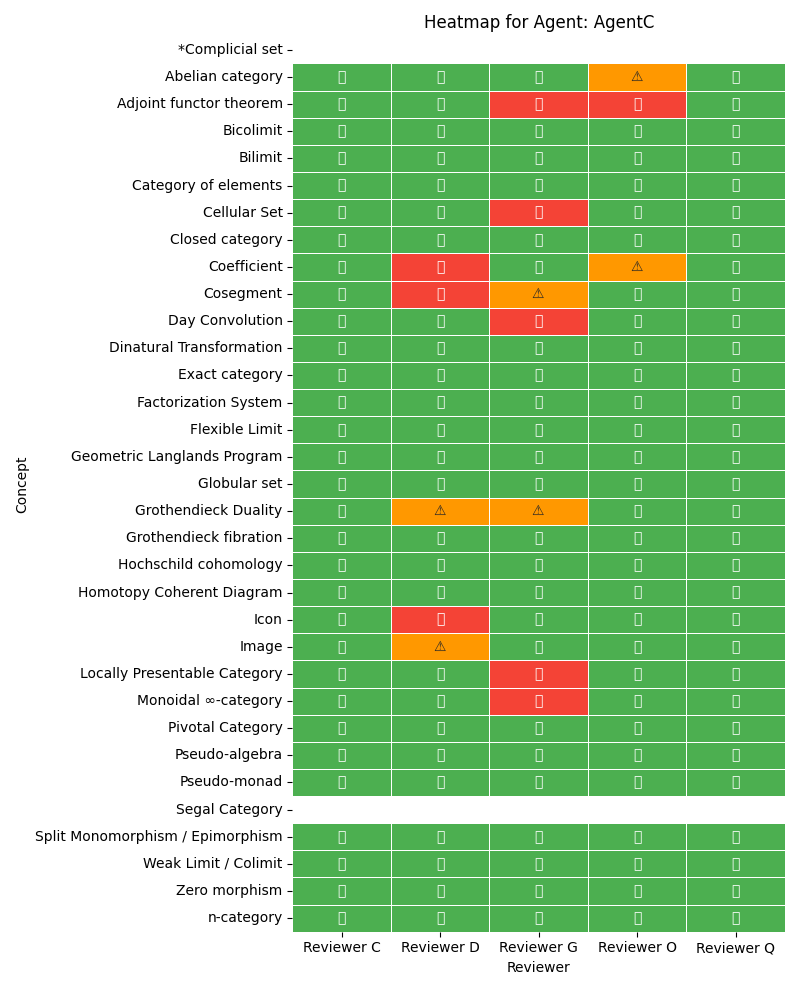 Heatmap for Agent: AgentC
*Complicial set
Abelian category ⚠
Adjoint functor theorem
Bicolimit
Bilimit
Category of elements
Cellular Set
Closed category
Coefficient ⚠
Cosegment ⚠
Day Convolution
Dinatural Transformation
Exact category
Factorization System
Flexible Limit
Geometric Langlands Program
Globular set
Grothendieck Duality ⚠ ⚠
Grothendieck fibration
Hochschild cohomology
Homotopy Coherent Diagram
Icon
Image ⚠
Locally Presentable Category
Monoidal ∞-category
Pivotal Category
Pseudo-algebra
Pseudo-monad
Segal Category
Split Monomorphism / Epimorphism
Weak Limit / Colimit
Zero morphism
n-category
Concept
Reviewer C Reviewer D Reviewer G Reviewer O Reviewer Q
Reviewer